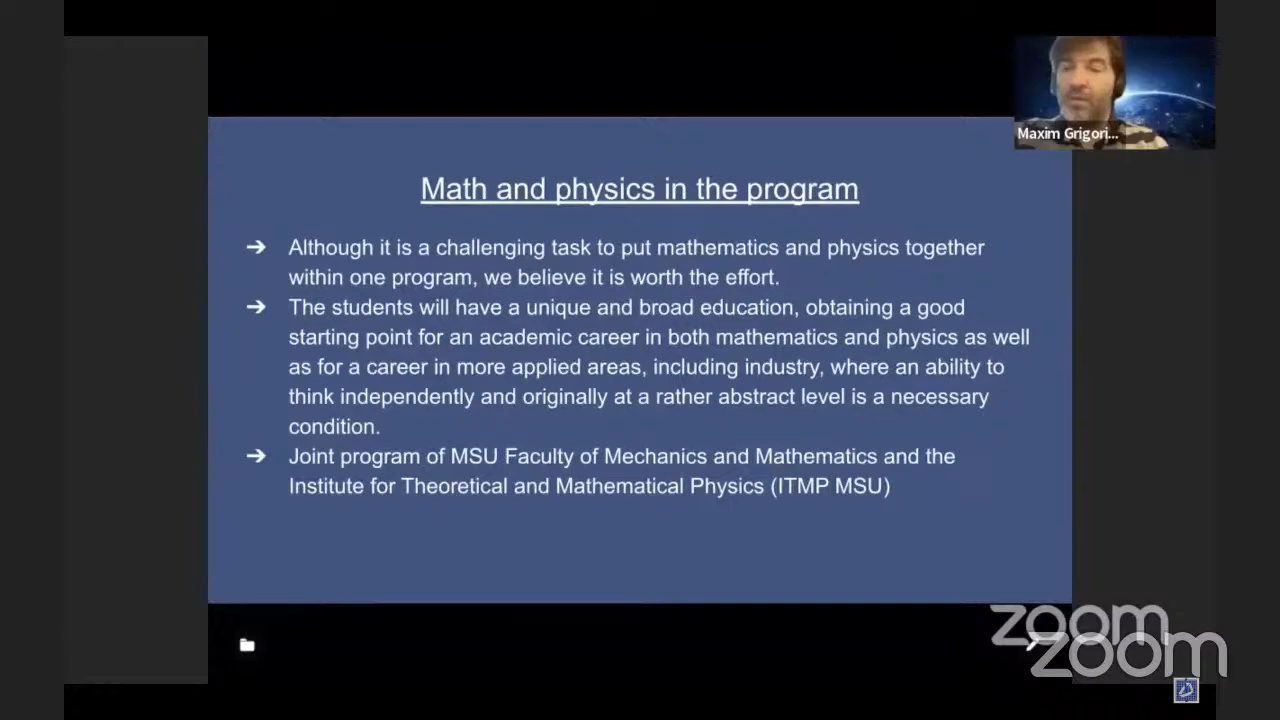 Maxim Grigori...
Math and physics in the program
➔ Although it is a challenging task to put mathematics and physics together
within one program, we believe it is worth the effort.
➔ The students will have a unique and broad education, obtaining a good
starting point for an academic career in both mathematics and physics as well
as for a career in more applied areas, including industry, where an ability to
think independently and originally at a rather abstract level is a necessary
condition.
➔ Joint program of MSU Faculty of Mechanics and Mathematics and the
Institute for Theoretical and Mathematical Physics (ITMP MSU)
zoom
zoom